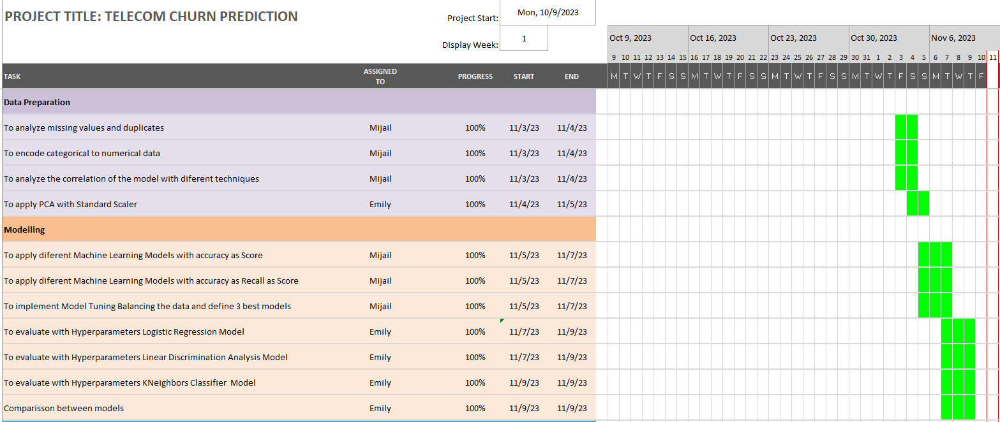 PROJECT TITLE: TELECOM CHURN PREDICTION
Project Start: Mon, 10/9/2023
Display Week: 1
Oct 9, 2023 Oct 16, 2023 Oct 23, 2023 Oct 30, 2023 Nov 6, 2023
9 10 11 12 13 14 15 16 17 18 19 20 21 22 23 24 25 26 27 28 29 30 31 1 2 3 4 5 6 7 8 9 10 11
TASK ASSIGNED TO PROGRESS START END M T W T F S S M T W T F S S M T W T F S S M T W T F S S M T W T F
Data Preparation
To analyze missing values and duplicates Mijail 100% 11/3/23 11/4/23
To encode categorical to numerical data Mijail 100% 11/3/23 11/4/23
To analyze the correlation of the model with diferent techniques Mijail 100% 11/3/23 11/4/23
To apply PCA with Standard Scaler Emily 100% 11/4/23 11/5/23
Modelling
To apply diferent Machine Learning Models with accuracy as Score Mijail 100% 11/5/23 11/7/23
To apply diferent Machine Learning Models with accuracy as Recall as Score Mijail 100% 11/5/23 11/7/23
To implement Model Tuning Balancing the data and define 3 best models Mijail 100% 11/5/23 11/7/23
To evaluate with Hyperparameters Logistic Regression Model Emily 100% 11/7/23 11/9/23
To evaluate with Hyperparameters Linear Discrimination Analysis Model Emily 100% 11/7/23 11/9/23
To evaluate with Hyperparameters KNeighbors Classifier Model Emily 100% 11/9/23 11/9/23
Comparisson between models Emily 100% 11/9/23 11/9/23